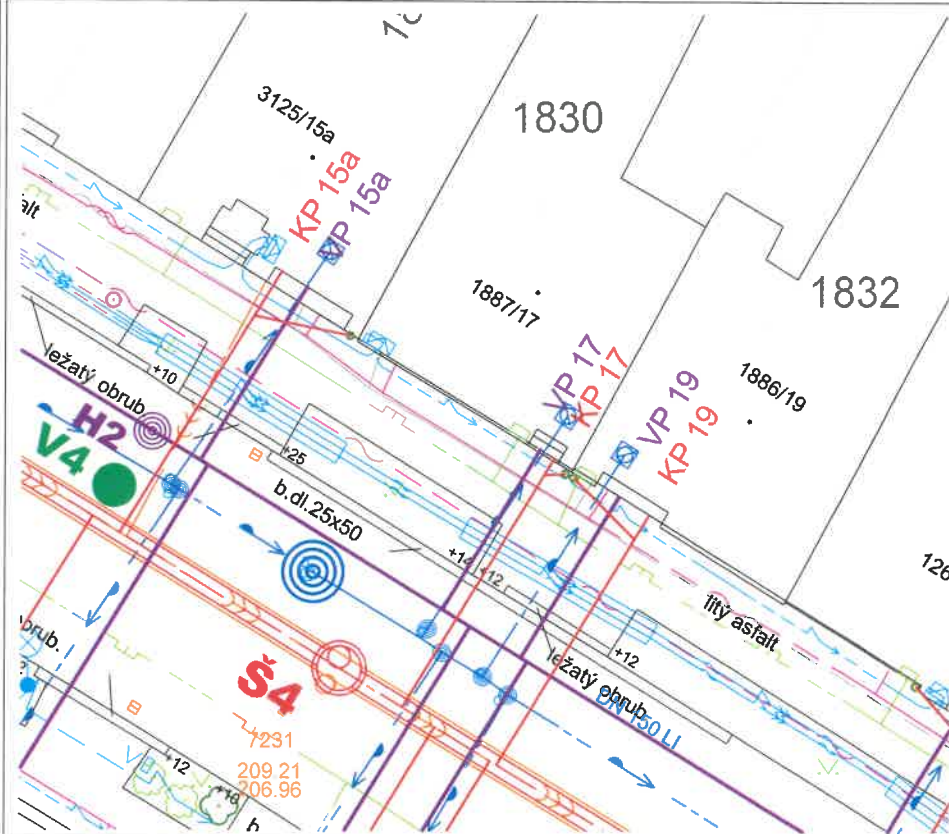 3125/15a
1830
KP 15a
VP 15a
1832
1887/17
VP 17
KP 17
1886/19
VP 19
KP 19
ležatý obrub
+10
H2
V4
+25
B
b.dl.25x50
+14
+12
litý asfalt
126
+12
ležatý obrub
DN 150 LI
Š4
7231
209.21
206.96
B
+12
+16
b